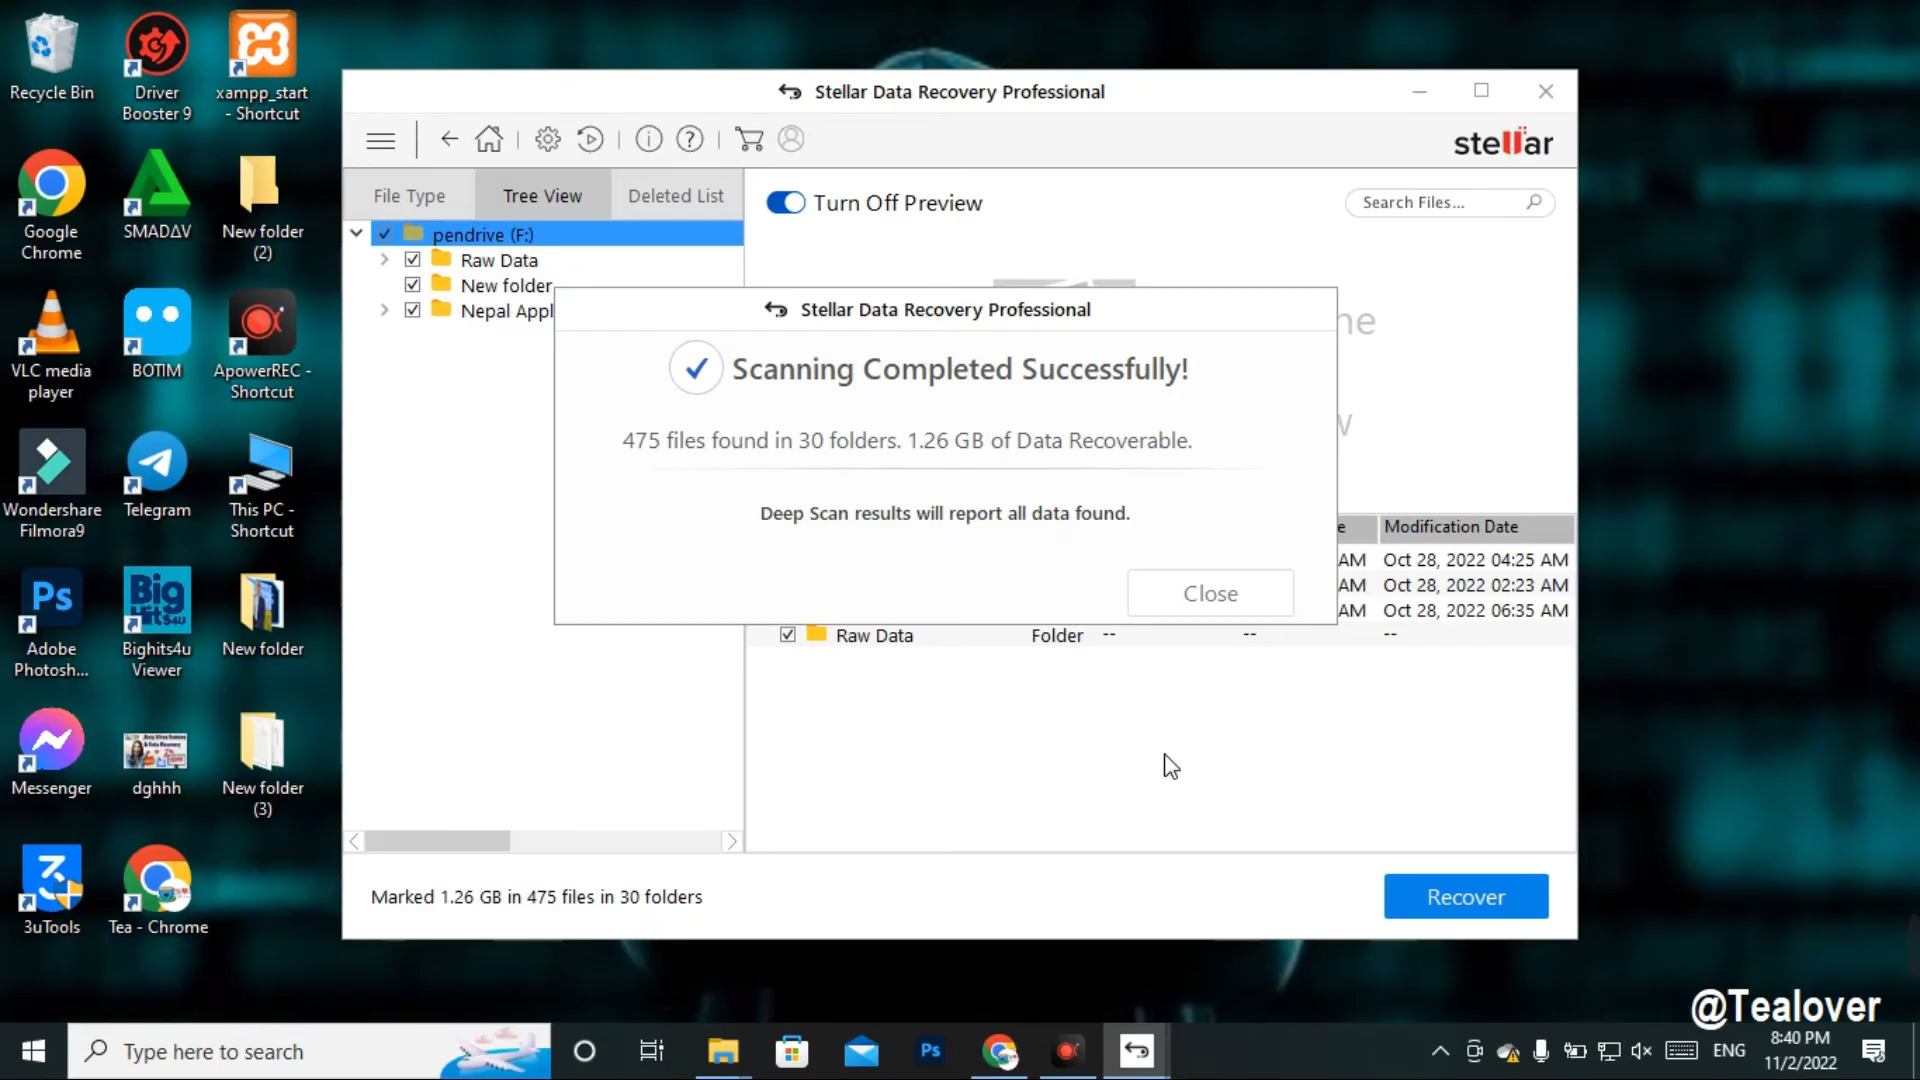 Recycle Bin
Driver
Booster 9
xampp_start
- Shortcut
Google
Chrome
SMADΔV
New folder
(2)
VLC media
player
BOTIM
ApowerREC -
Shortcut
Wondershare
Filmora9
Telegram
This PC -
Shortcut
Ps
Adobe
Photosh...
Big
Bighits4u
Viewer
New folder
Messenger
dghhh
New folder
(3)
3uTools
Tea - Chrome
Stellar Data Recovery Professional
stellar
File Type
Tree View
Deleted List
Turn Off Preview
Search Files...
pendrive (F:)
Raw Data
New folder
Nepal Appl
Stellar Data Recovery Professional
Scanning Completed Successfully!
475 files found in 30 folders. 1.26 GB of Data Recoverable.
Deep Scan results will report all data found.
Close
Modification Date
AM Oct 28, 2022 04:25 AM
AM Oct 28, 2022 02:23 AM
AM Oct 28, 2022 06:35 AM
Raw Data Folder -- -- --
Marked 1.26 GB in 475 files in 30 folders
Recover
@Tealover
Type here to search
Ps
ENG
8:40 PM
11/2/2022